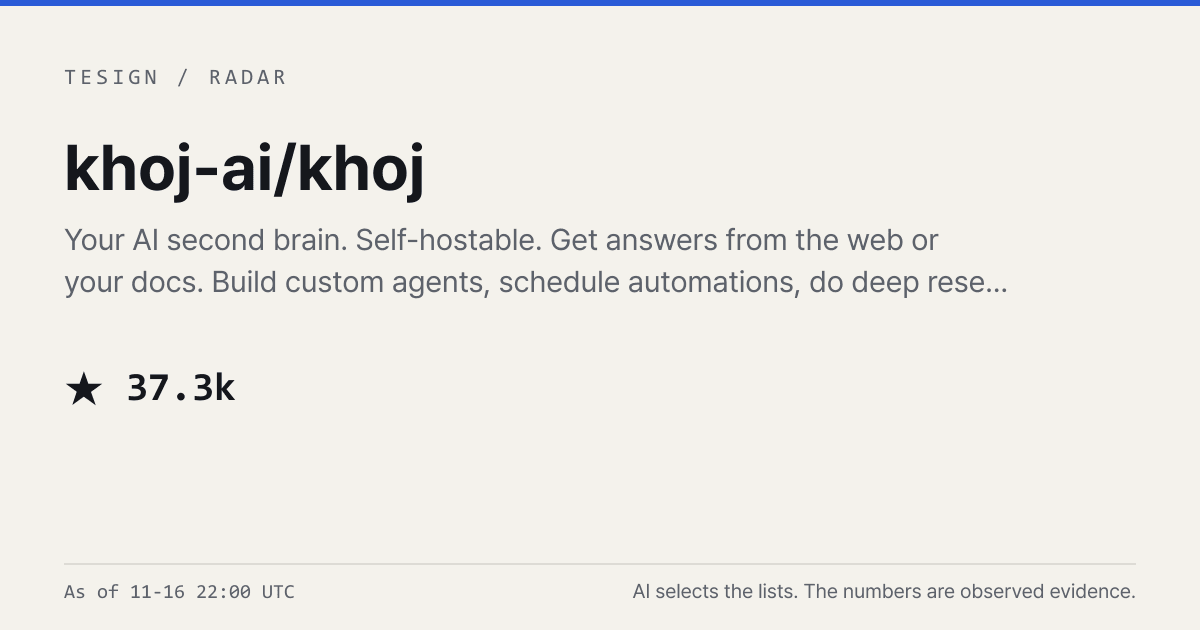 TESIGN / RADAR
khoj-ai/khoj
Your AI second brain. Self-hostable. Get answers from the web or
your docs. Build custom agents, schedule automations, do deep rese…
★ 37.3k
As of 11-16 22:00 UTC
AI selects the lists. The numbers are observed evidence.